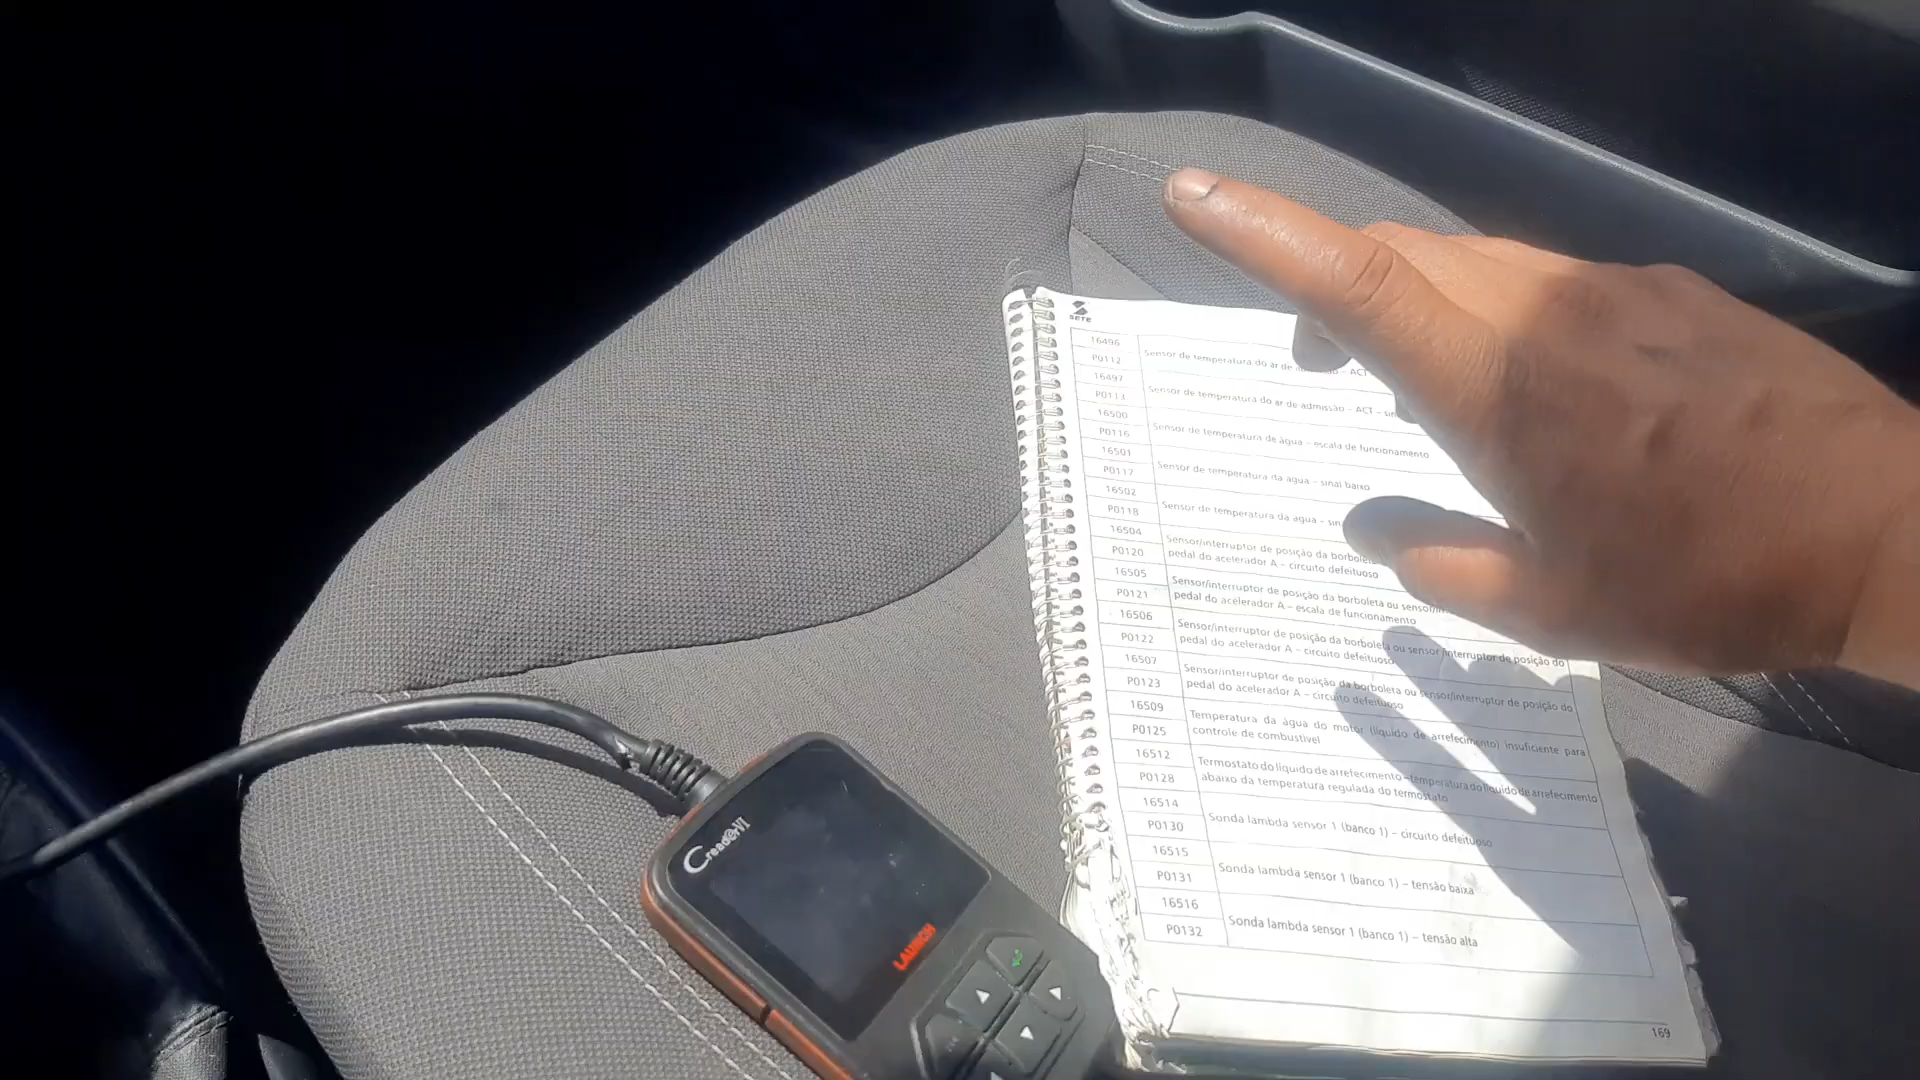 SETE
16496
P0112
Sensor de temperatura do ar de - ACT
16497
P0113
Sensor de temperatura do ar de admissão – ACT –
16500
P0116
Sensor de temperatura de água – escala de funcionamento
16501
P0117
Sensor de temperatura da água – sinal baixo
16502
P0118
Sensor de temperatura da água –
16504
P0120
Sensor/interruptor de posição da borboleta
pedal do acelerador A – circuito defeituoso
16505
P0121
Sensor/interruptor de posição da borboleta ou
pedal do acelerador A – escala de funcionamento
16506
P0122
Sensor/interruptor de posição da borboleta ou sensor interruptor de posição do
pedal do acelerador A – circuito defeituoso
16507
P0123
Sensor/interruptor de posição da borboleta ou sensor/interruptor de posição do
pedal do acelerador A – circuito defeituoso
16509
P0125
Temperatura da água do motor (líquido de arrefecimento) insuficiente para
controle de combustível
16512
P0128
Termostato do líquido de arrefecimento – temperatura do líquido de arrefecimento
abaixo da temperatura regulada do termostato
16514
P0130
Sonda lambda sensor 1 (banco 1) – circuito defeituoso
16515
P0131
Sonda lambda sensor 1 (banco 1) – tensão baixa
16516
P0132
Sonda lambda sensor 1 (banco 1) – tensão alta
169
Creader VI
LAUNCH